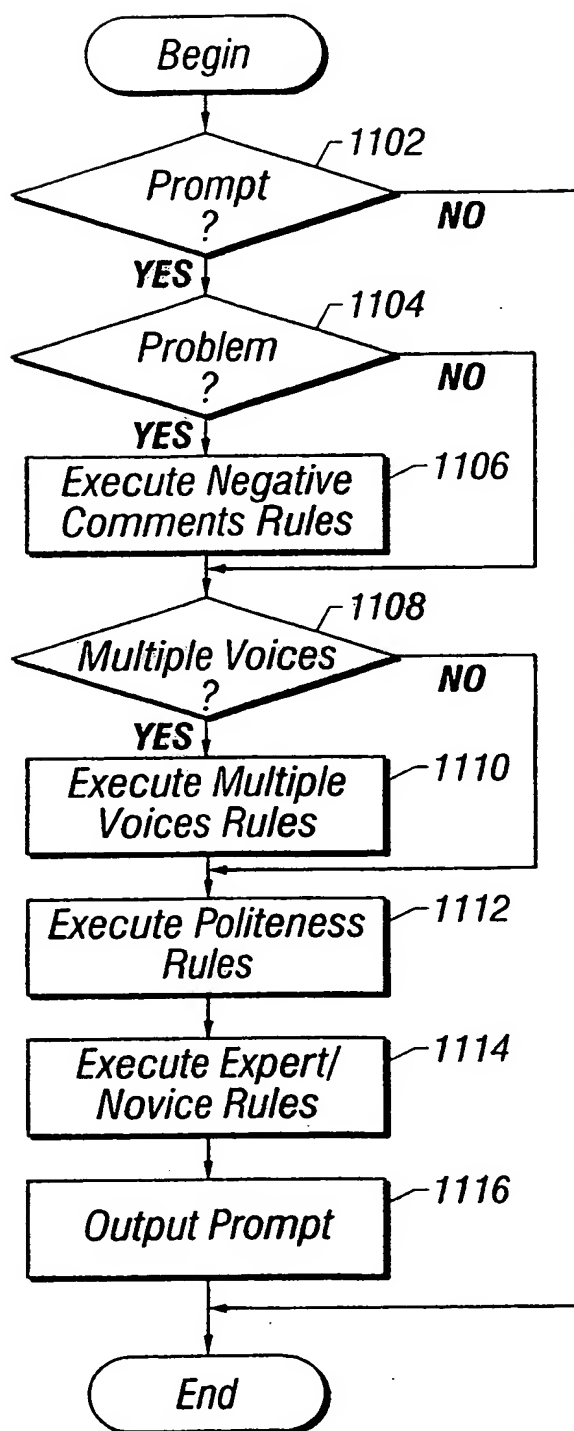 Begin
1102
Prompt
?
NO
YES
1104
Problem
?
NO
YES
Execute Negative
Comments Rules
1106
1108
Multiple Voices
?
NO
YES
Execute Multiple
Voices Rules
1110
Execute Politeness
Rules
1112
Execute Expert/
Novice Rules
1114
Output Prompt
1116
End